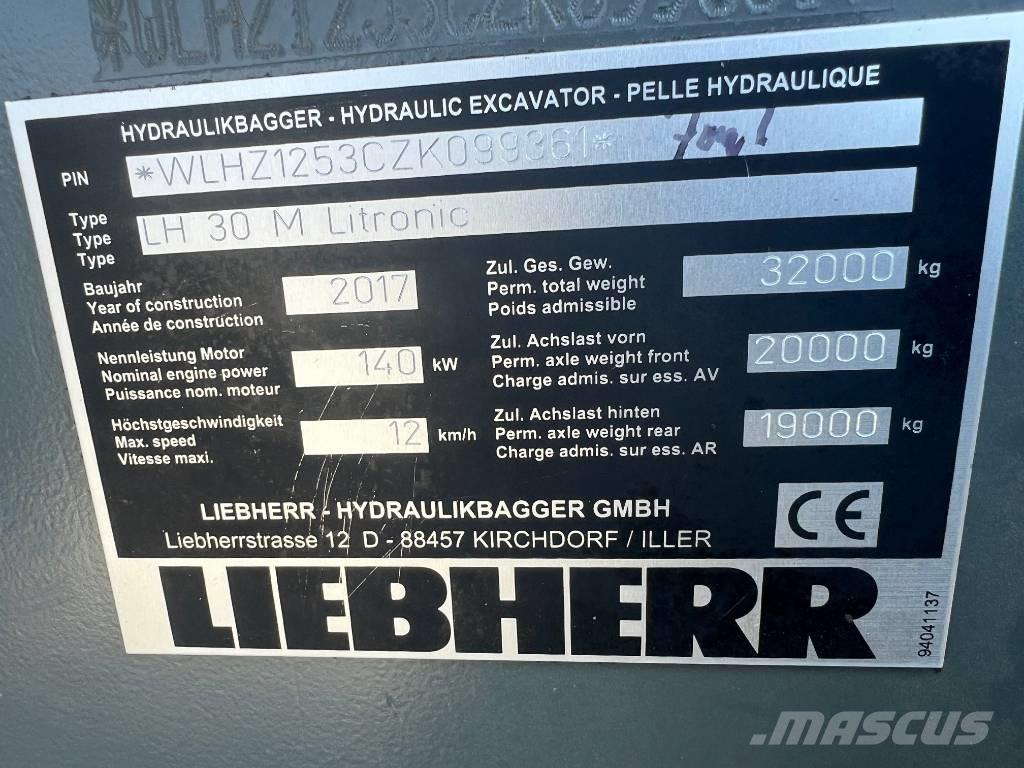 HYDRAULIKBAGGER - HYDRAULIC EXCAVATOR - PELLE HYDRAULIQUE
PIN *WLHZ1253CZK099361*
Type
Type LH 30 M Litronic
Type
Baujahr
Year of construction 2017
Année de construction
Nennleistung Motor
Nominal engine power 140 kW
Puissance nom. moteur
Höchstgeschwindigkeit
Max. speed 12 km/h
Vitesse maxi.
Zul. Ges. Gew.
Perm. total weight 32000 kg
Poids admissible
Zul. Achslast vorn
Perm. axle weight front 20000 kg
Charge admis. sur ess. AV
Zul. Achslast hinten
Perm. axle weight rear 19000 kg
Charge admis. sur ess. AR
LIEBHERR - HYDRAULIKBAGGER GMBH
Liebherrstrasse 12 D - 88457 KIRCHDORF / ILLER
CE
LIEBHERR
94041137
MASCUS